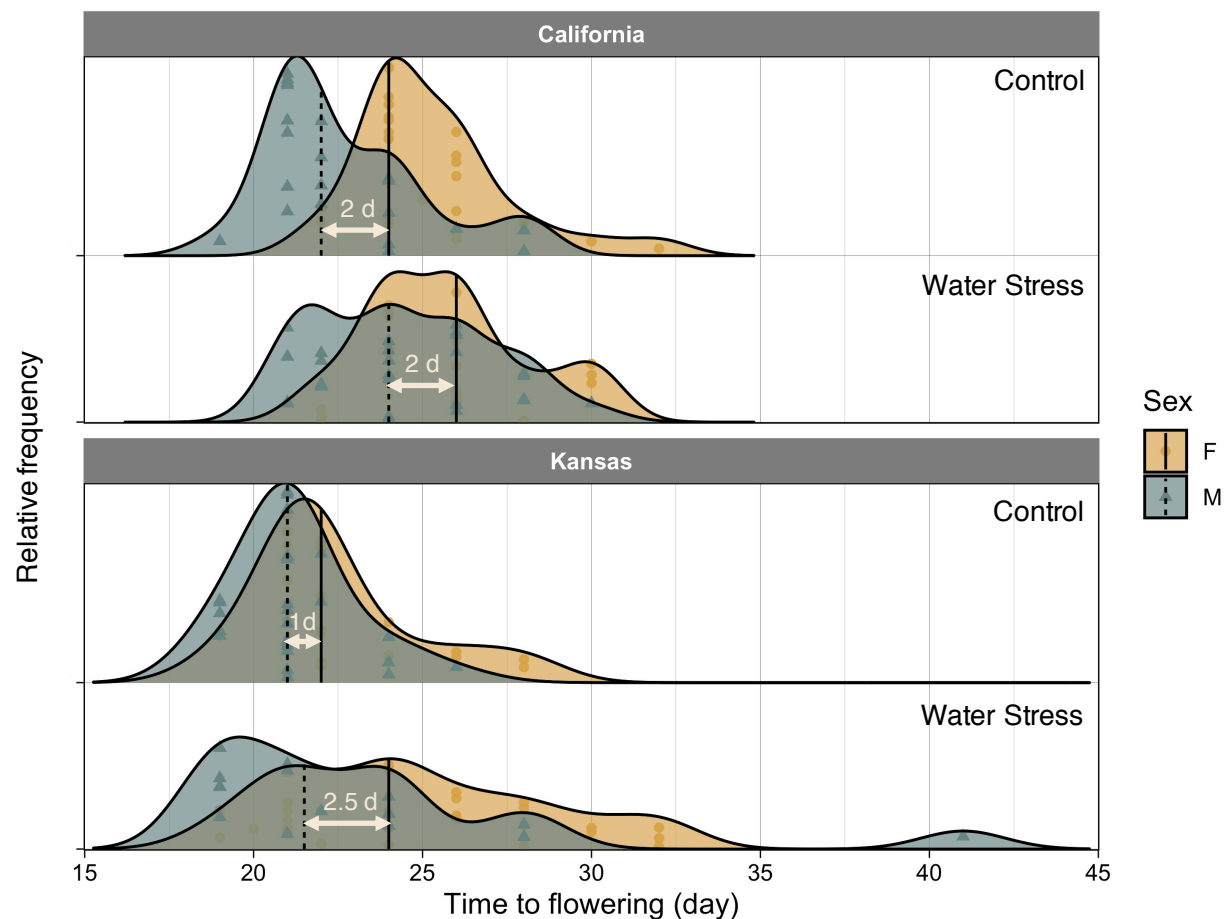 California
Control
2 d
Water Stress
2 d
Kansas
Control
1d
Water Stress
2.5 d
Relative frequency
15 20 25 30 35 40 45
Time to flowering (day)
Sex
F
M